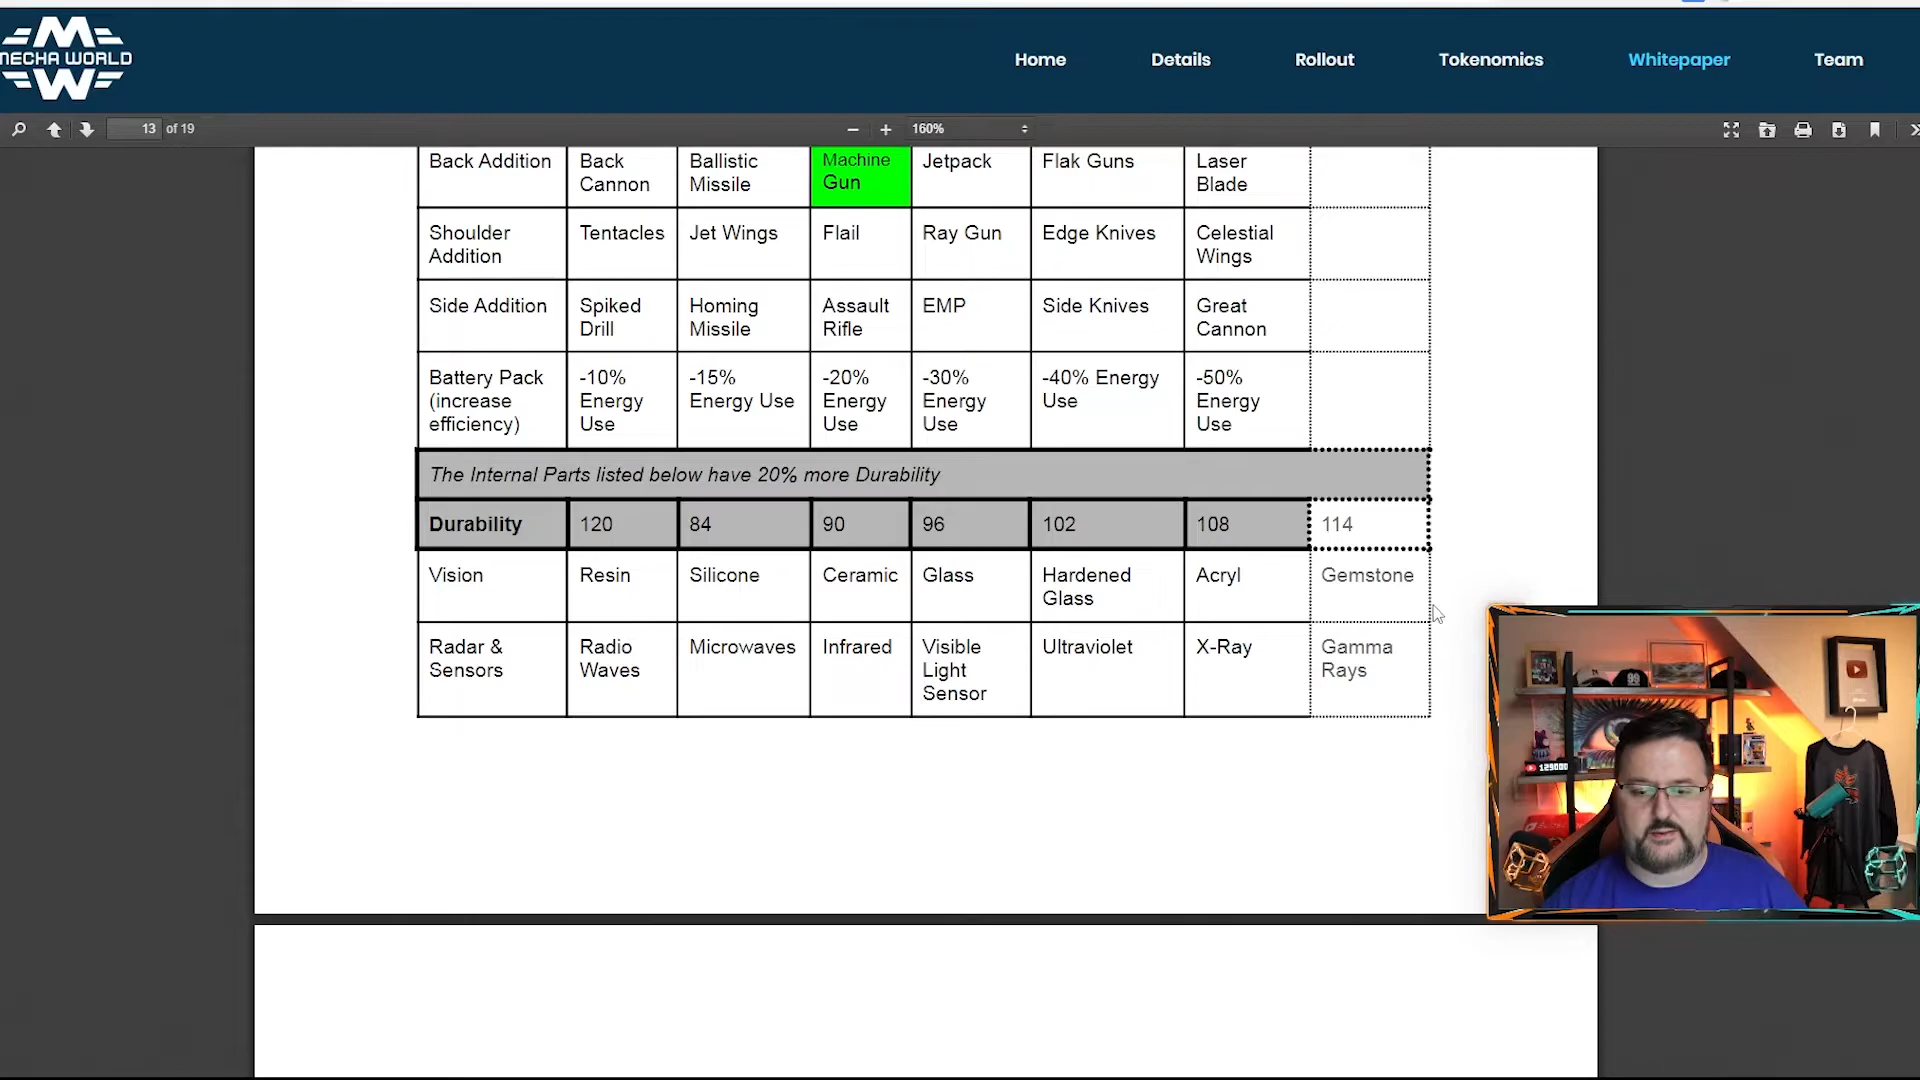 MECHA WORLD
Home Details Rollout Tokenomics Whitepaper Team
13 of 19
160%
Back Addition Back Cannon Ballistic Missile Machine Gun Jetpack Flak Guns Laser Blade
Shoulder Addition Tentacles Jet Wings Flail Ray Gun Edge Knives Celestial Wings
Side Addition Spiked Drill Homing Missile Assault Rifle EMP Side Knives Great Cannon
Battery Pack (increase efficiency) -10% Energy Use -15% Energy Use -20% Energy Use -30% Energy Use -40% Energy Use -50% Energy Use
The Internal Parts listed below have 20% more Durability
Durability 120 84 90 96 102 108 114
Vision Resin Silicone Ceramic Glass Hardened Glass Acryl Gemstone
Radar & Sensors Radio Waves Microwaves Infrared Visible Light Sensor Ultraviolet X-Ray Gamma Rays
99
129000